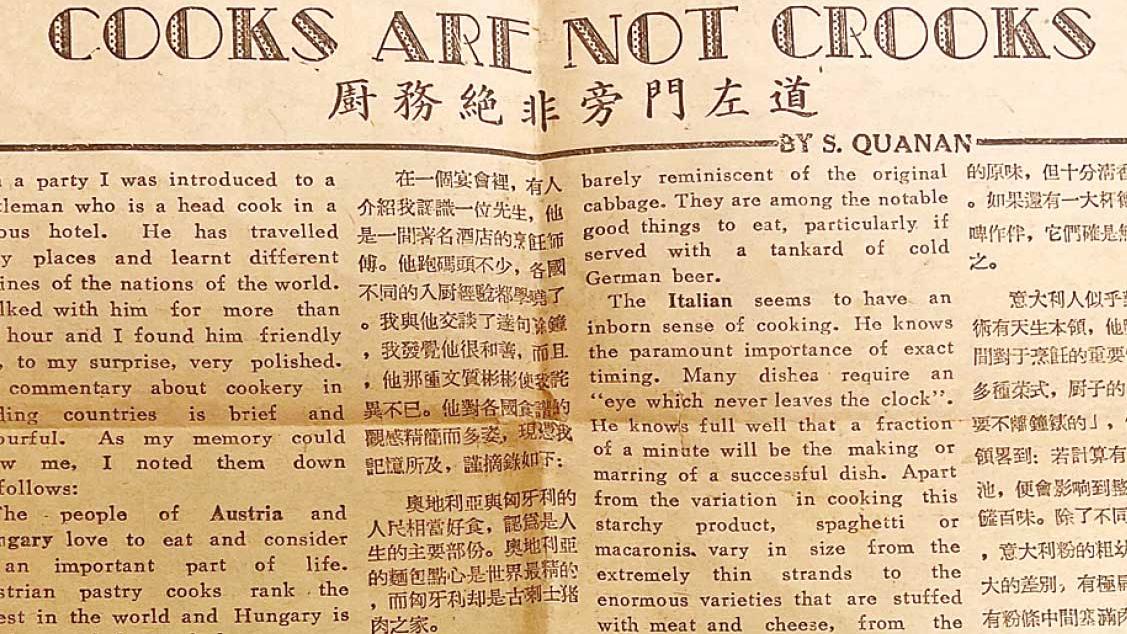 COOKS ARE NOT CROOKS
廚務絕非旁門左道
BY S. QUANAN
a party I was introduced to a
who is a head cook in a
hotel. He has travelled
places and learnt different
of the nations of the world.
with him for more than
hour and I found him friendly
to my surprise, very polished.
commentary about cookery in
countries is brief and
As my memory could
me, I noted them down
follows:
people of Austria and
love to eat and consider
an important part of life.
pastry cooks rank the
in the world and Hungary is
在一個宴會裡，有人
介紹我認識一位先生，他
是一間著名酒店的烹飪師
傅。他跑碼頭不少，各國
不同的入厨經驗都學曉了
。我與他交談了達句鐘
，我發覺他很和善，而且
，他那種文質彬彬使我詫
異不已。他對各國食譜的
觀感精簡而多姿，現憑我
記憶所及，謹摘錄如下：
奧地利亞與匈牙利的
人民相當好食，認爲是人
生的主要部份。奧地利亞
的麵包點心是世界最精的
，而匈牙利却是古剌士猪
肉之家。
barely reminiscent of the original
cabbage. They are among the notable
good things to eat, particularly if
served with a tankard of cold
German beer.
The Italian seems to have an
inborn sense of cooking. He knows
the paramount importance of exact
timing. Many dishes require an
“eye which never leaves the clock”.
He knows full well that a fraction
of a minute will be the making or
marring of a successful dish. Apart
from the variation in cooking this
starchy product, spaghetti or
macaronis. vary in size from the
extremely thin strands to the
enormous varieties that are stuffed
with meat and cheese, from the
的原味，但十分清
。如果還有一大杯
啤作伴，它們確是
之。
意大利人似乎
術有天生本領，他
間對于烹飪的重要
多種菜式，厨子的
要不離鐘錶的」，
領畧到：若計算有
池，便會影响到
饈百味。除了不同
，意大利粉的粗幼
大的差別，有極
有粉條中間塞滿肉